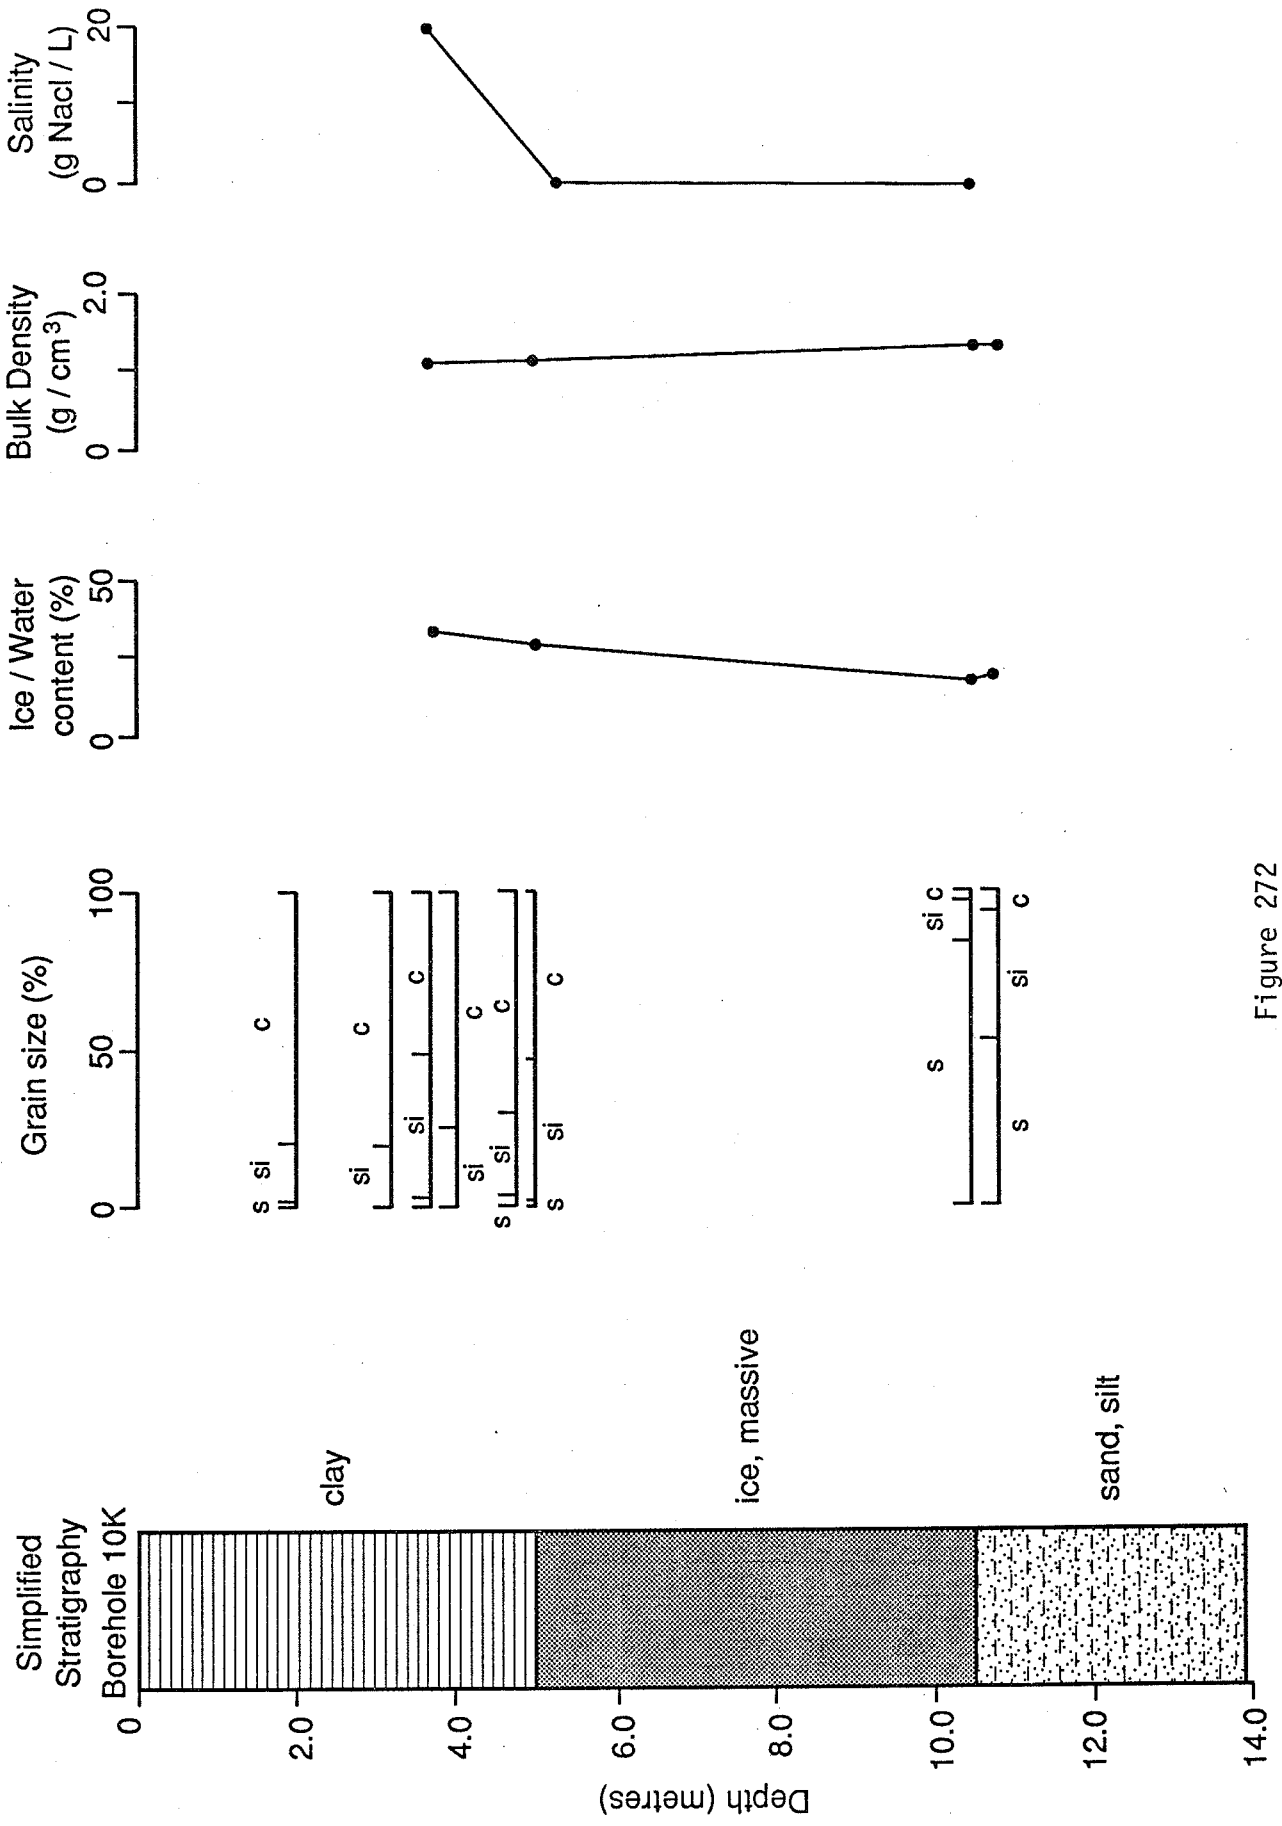 Simplified
Stratigraphy
Borehole 10K
Grain size (%)
0 50 100
Ice / Water
content (%)
0 50
Bulk Density
(g / cm³)
0 2.0
Salinity
(g Nacl / L)
0 20
Depth (metres)
0
2.0
4.0
6.0
8.0
10.0
12.0
14.0
clay
ice, massive
sand, silt
s si c
si c
si c
si c
s si c
s si c
s si c
s si c
Figure 272